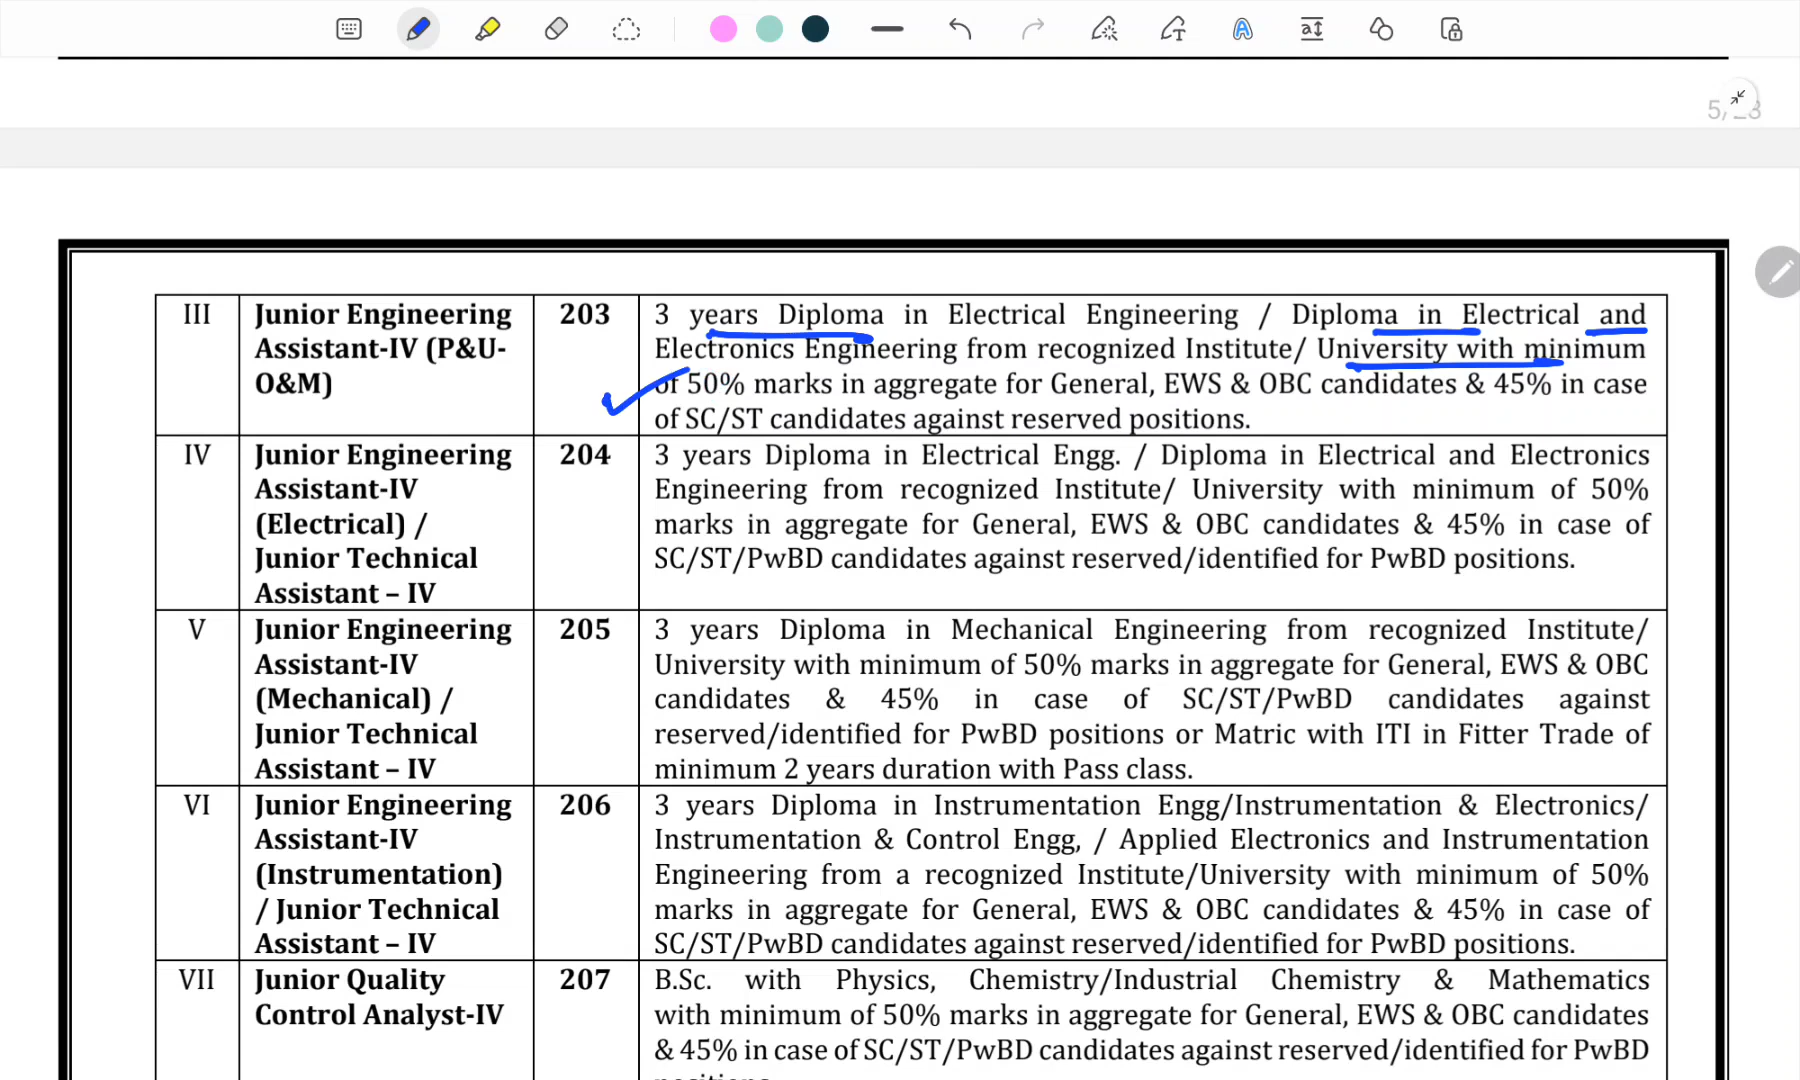 5/23
III Junior Engineering Assistant-IV (P&U-O&M) 203 3 years Diploma in Electrical Engineering / Diploma in Electrical and
Electronics Engineering from recognized Institute/ University with minimum
of 50% marks in aggregate for General, EWS & OBC candidates & 45% in case
of SC/ST candidates against reserved positions.
IV Junior Engineering
Assistant-IV
(Electrical) /
Junior Technical
Assistant – IV
204
3 years Diploma in Electrical Engg. / Diploma in Electrical and Electronics
Engineering from recognized Institute/ University with minimum of 50%
marks in aggregate for General, EWS & OBC candidates & 45% in case of
SC/ST/PwBD candidates against reserved/identified for PwBD positions.
V Junior Engineering
Assistant-IV
(Mechanical) /
Junior Technical
Assistant – IV
205
3 years Diploma in Mechanical Engineering from recognized Institute/
University with minimum of 50% marks in aggregate for General, EWS & OBC
candidates & 45% in case of SC/ST/PwBD candidates against
reserved/identified for PwBD positions or Matric with ITI in Fitter Trade of
minimum 2 years duration with Pass class.
VI Junior Engineering
Assistant-IV
(Instrumentation)
/ Junior Technical
Assistant – IV
206
3 years Diploma in Instrumentation Engg/Instrumentation & Electronics/
Instrumentation & Control Engg, / Applied Electronics and Instrumentation
Engineering from a recognized Institute/University with minimum of 50%
marks in aggregate for General, EWS & OBC candidates & 45% in case of
SC/ST/PwBD candidates against reserved/identified for PwBD positions.
VII Junior Quality
Control Analyst-IV
207
B.Sc. with Physics, Chemistry/Industrial Chemistry & Mathematics
with minimum of 50% marks in aggregate for General, EWS & OBC candidates
& 45% in case of SC/ST/PwBD candidates against reserved/identified for PwBD